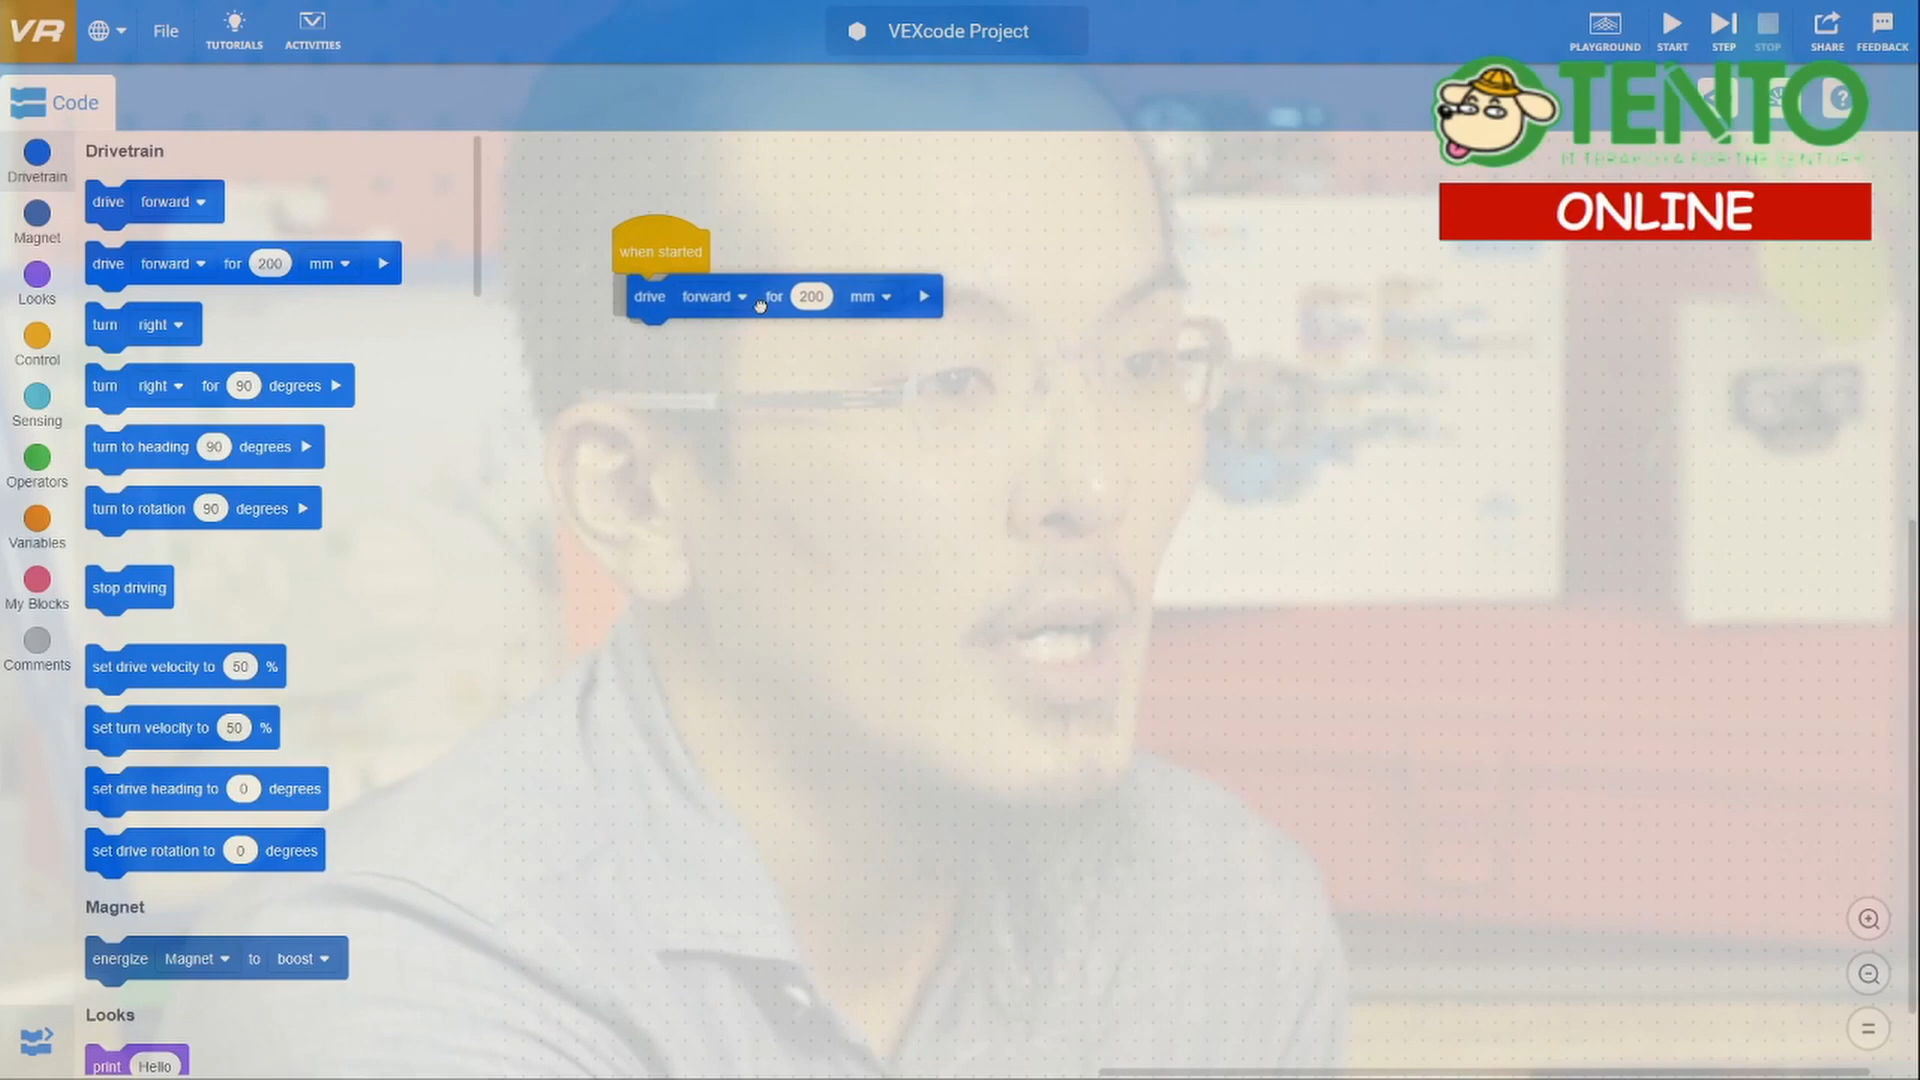 VR
File
TUTORIALS
ACTIVITIES
VEXcode Project
PLAYGROUND
START
STEP
STOP
SHARE
FEEDBACK
Code
TENTO
ONLINE
Drivetrain
Magnet
Looks
Control
Sensing
Operators
Variables
My Blocks
Comments
Drivetrain
drive forward
drive forward for 200 mm
turn right
turn right for 90 degrees
turn to heading 90 degrees
turn to rotation 90 degrees
stop driving
set drive velocity to 50 %
set turn velocity to 50 %
set drive heading to 0 degrees
set drive rotation to 0 degrees
Magnet
energize Magnet to boost
Looks
print Hello
when started
drive forward for 200 mm